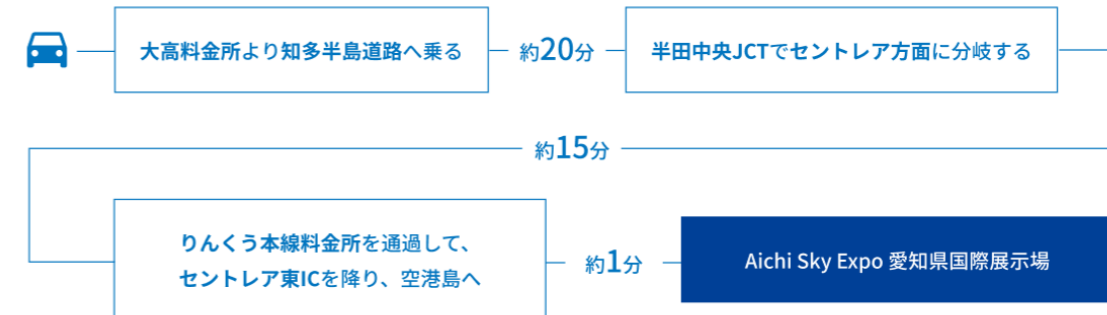 大高料金所より知多半島道路へ乗る
約20分
半田中央JCTでセントレア方面に分岐する
約15分
りんくう本線料金所を通過して、
セントレア東ICを降り、空港島へ
約1分
Aichi Sky Expo 愛知県国際展示場